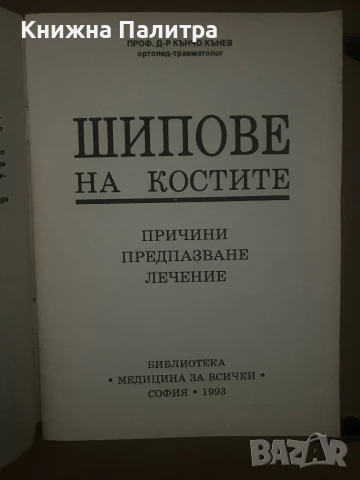 Книжна Палитра
ПРОФ. Д-Р КЪНЧО КЪНЕВ
ортопед-травматолог
ШИПОВЕ
НА КОСТИТЕ
ПРИЧИНИ
ПРЕДПАЗВАНЕ
ЛЕЧЕНИЕ
БИБЛИОТЕКА
• МЕДИЦИНА ЗА ВСИЧКИ •
СОФИЯ • 1993
BAZAR